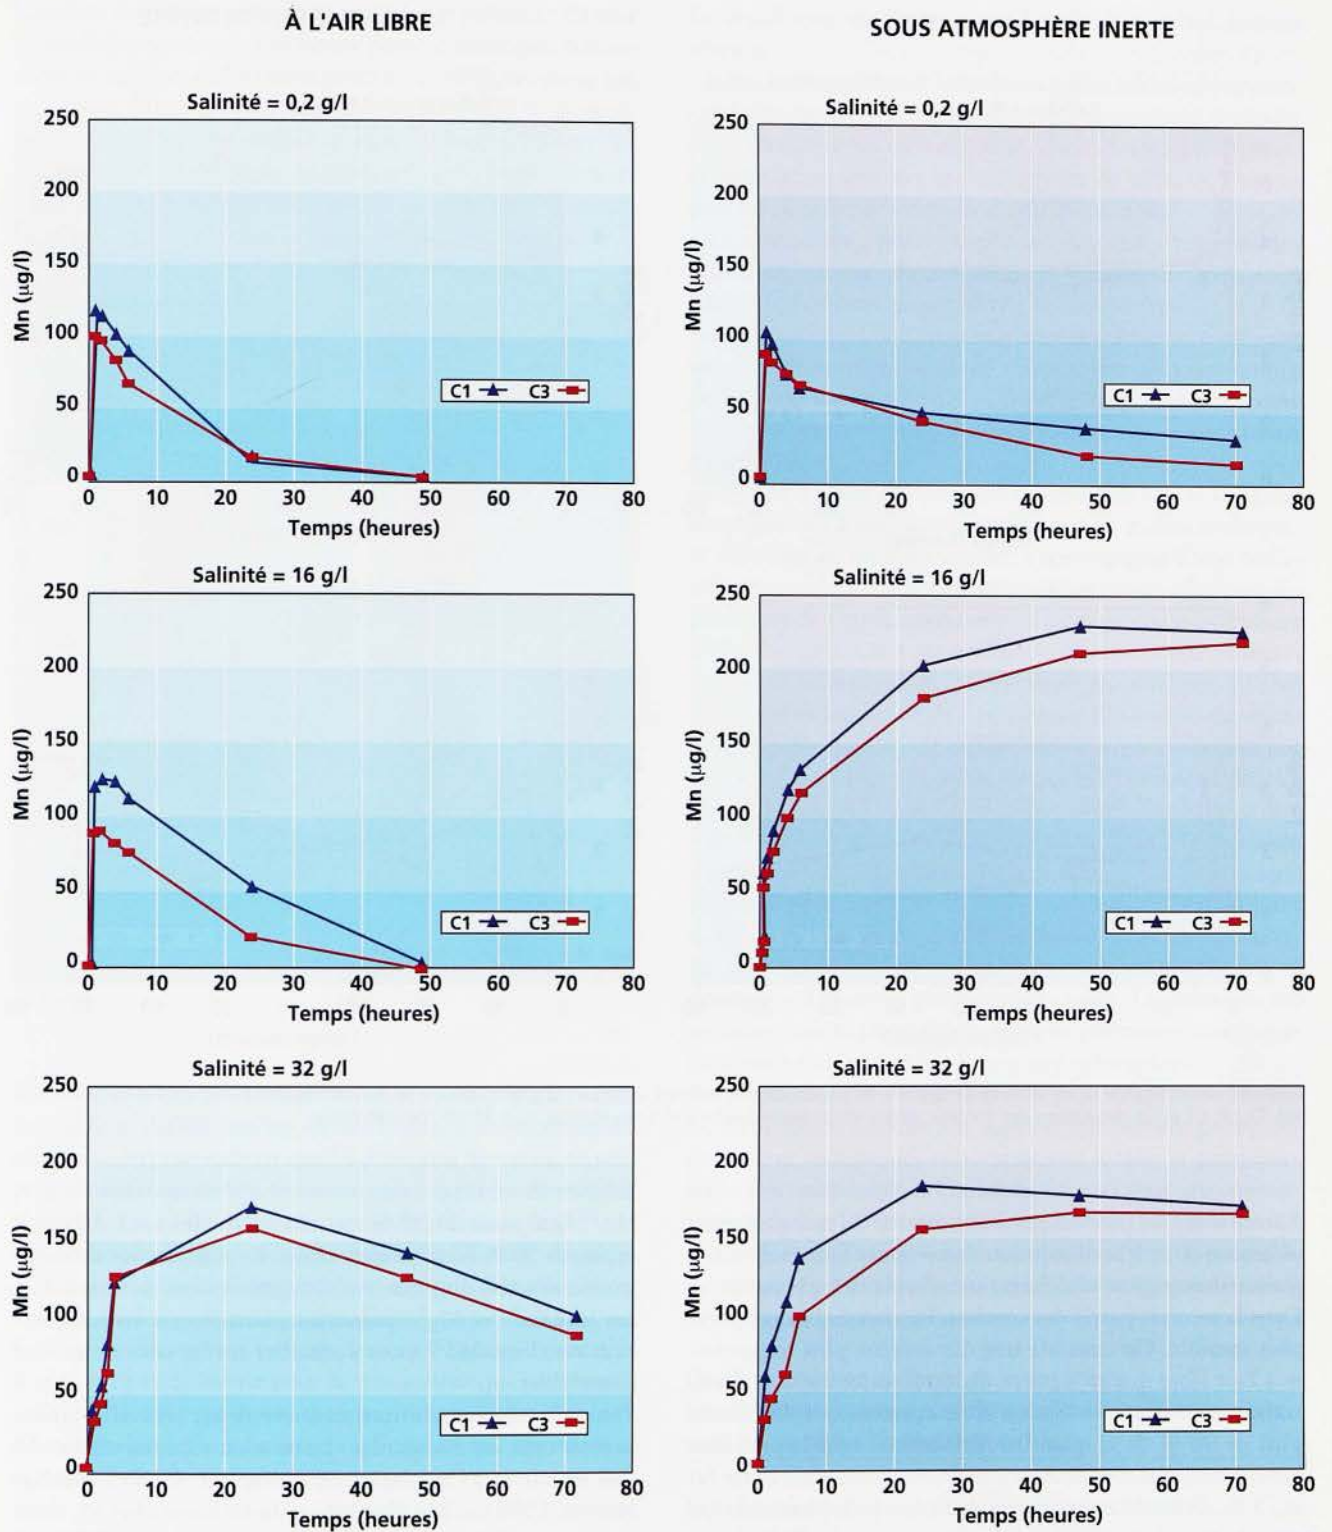 À L'AIR LIBRE
SOUS ATMOSPHÈRE INERTE
Salinité = 0,2 g/l
250
200
150
100
50
0
Mn (µg/l)
C1 C3
0 10 20 30 40 50 60 70 80
Temps (heures)
Salinité = 0,2 g/l
250
200
150
100
50
0
Mn (µg/l)
C1 C3
0 10 20 30 40 50 60 70 80
Temps (heures)
Salinité = 16 g/l
250
200
150
100
50
0
Mn (µg/l)
C1 C3
0 10 20 30 40 50 60 70 80
Temps (heures)
Salinité = 16 g/l
250
200
150
100
50
0
Mn (µg/l)
C1 C3
0 10 20 30 40 50 60 70 80
Temps (heures)
Salinité = 32 g/l
250
200
150
100
50
0
Mn (µg/l)
C1 C3
0 10 20 30 40 50 60 70 80
Temps (heures)
Salinité = 32 g/l
250
200
150
100
50
0
Mn (µg/l)
C1 C3
0 10 20 30 40 50 60 70 80
Temps (heures)